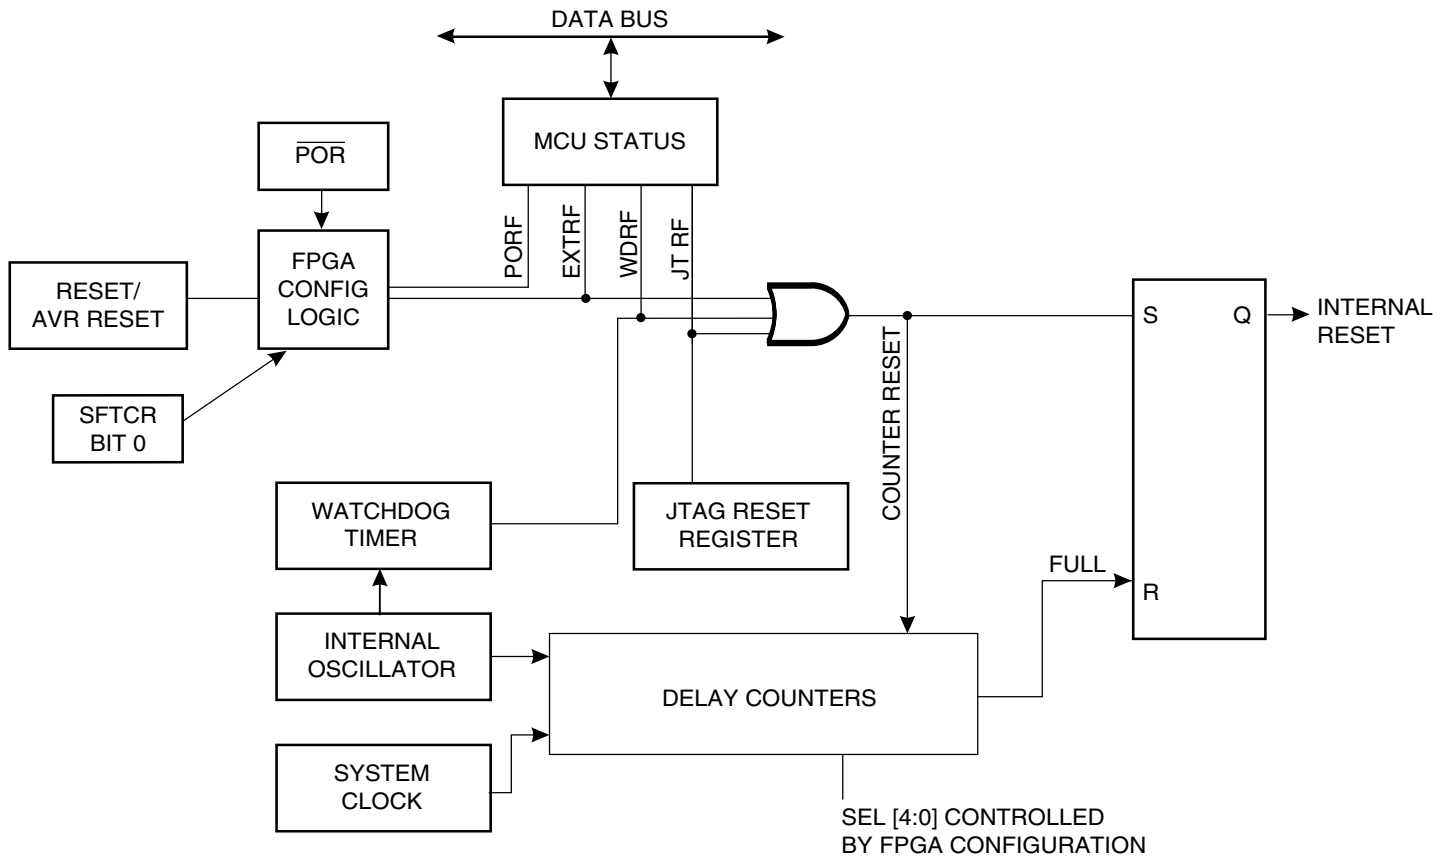 DATA BUS
MCU STATUS
POR
PORF
EXTRF
WDRF
JT RF
FPGA
CONFIG
LOGIC
RESET/
AVR RESET
SFTCR
BIT 0
S
Q
INTERNAL
RESET
COUNTER RESET
WATCHDOG
TIMER
JTAG RESET
REGISTER
FULL
R
INTERNAL
OSCILLATOR
DELAY COUNTERS
SYSTEM
CLOCK
SEL [4:0] CONTROLLED
BY FPGA CONFIGURATION